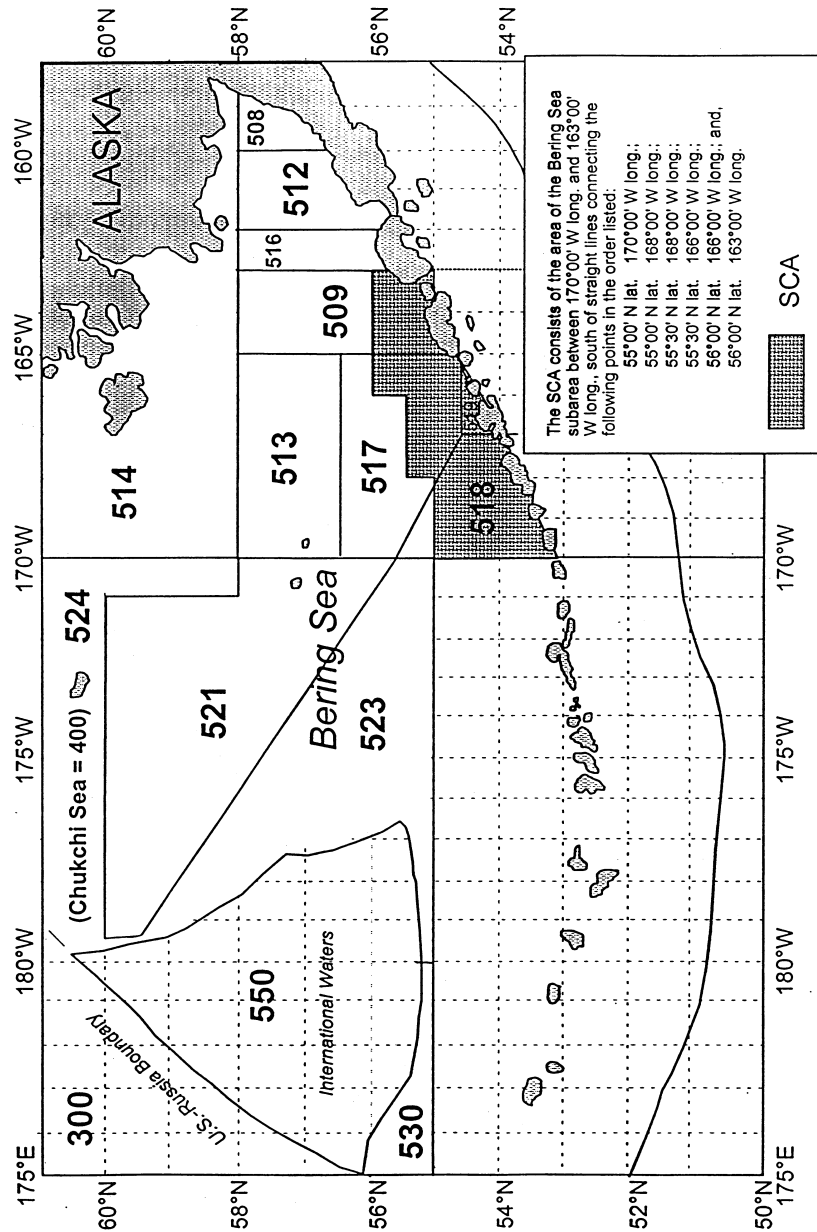 175°E
180°W
175°W
170°W
165°W
160°W
60°N
60°N
58°N
58°N
56°N
56°N
54°N
54°N
52°N
50°N
175°E
180°W
175°W
170°W
165°W
160°W
ALASKA
300
U.S.-Russia Boundary
(Chukchi Sea = 400)
524
514
508
512
516
509
513
517
521
523
Bering Sea
550
International Waters
530
518
519
The SCA consists of the area of the Bering Sea
subarea between 170°00' W long. and 163°00'
W long., south of straight lines connecting the
following points in the order listed:
55°00' N lat. 170°00' W long.;
55°00' N lat. 168°00' W long.;
55°30' N lat. 168°00' W long.;
55°30' N lat. 166°00' W long.;
56°00' N lat. 166°00' W long.; and,
56°00' N lat. 163°00' W long.
SCA